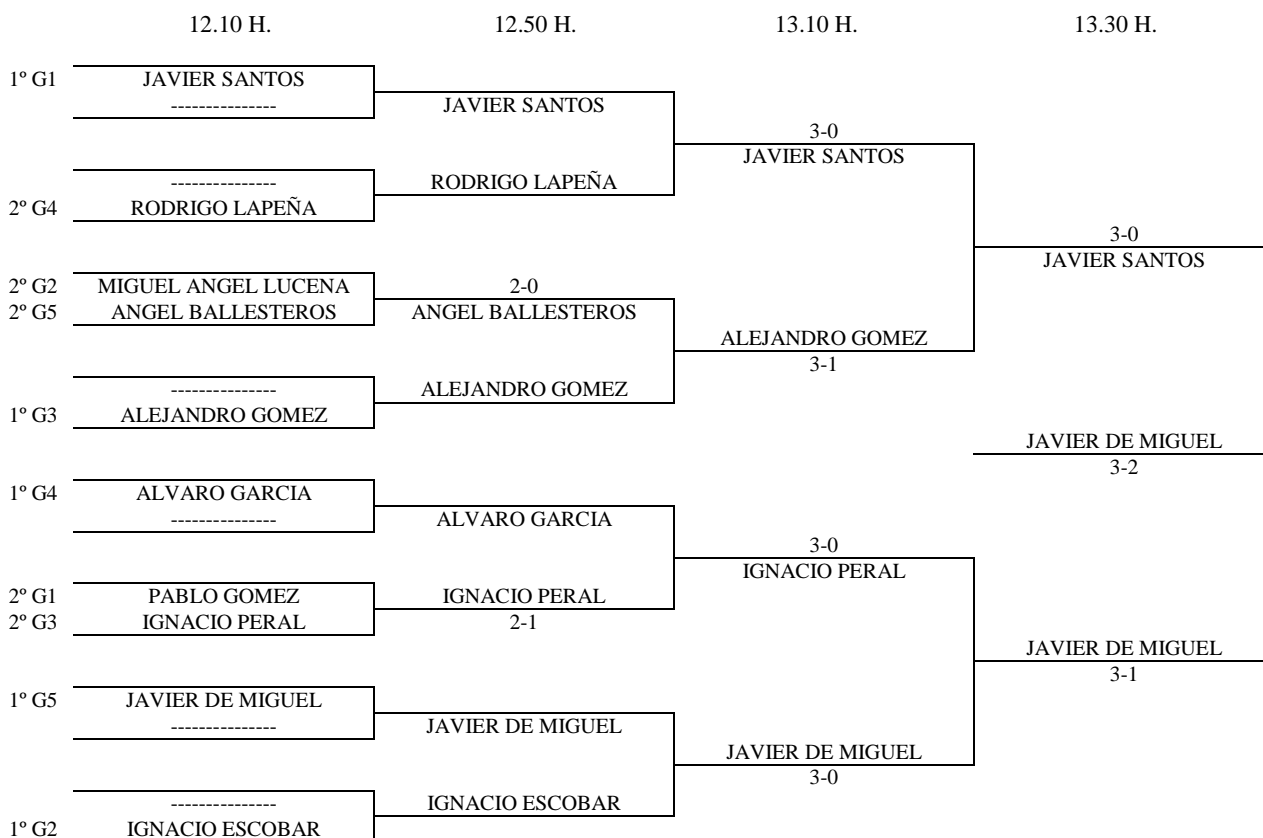 12.10 H. 12.50 H. 13.10 H. 13.30 H.
1º G1 JAVIER SANTOS
--------------- JAVIER SANTOS
3-0
JAVIER SANTOS
--------------- RODRIGO LAPEÑA
2º G4 RODRIGO LAPEÑA
3-0
JAVIER SANTOS
2º G2 MIGUEL ANGEL LUCENA 2-0
2º G5 ANGEL BALLESTEROS ANGEL BALLESTEROS
ALEJANDRO GOMEZ
3-1
--------------- ALEJANDRO GOMEZ
1º G3 ALEJANDRO GOMEZ
JAVIER DE MIGUEL
3-2
1º G4 ALVARO GARCIA
--------------- ALVARO GARCIA
3-0
IGNACIO PERAL
2º G1 PABLO GOMEZ IGNACIO PERAL
2º G3 IGNACIO PERAL 2-1
JAVIER DE MIGUEL
3-1
1º G5 JAVIER DE MIGUEL
--------------- JAVIER DE MIGUEL
JAVIER DE MIGUEL
3-0
--------------- IGNACIO ESCOBAR
1º G2 IGNACIO ESCOBAR